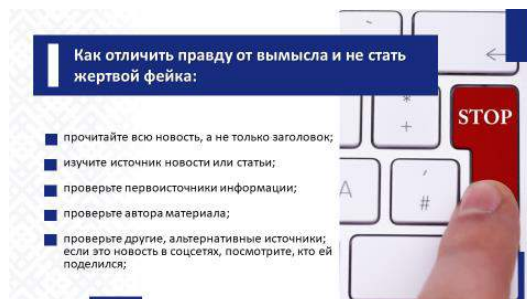 Как отличить правду от вымысла и не стать
жертвой фейка:
прочитайте всю новость, а не только заголовок;
изучите источник новости или статьи;
проверьте первоисточники информации;
проверьте автора материала;
проверьте другие, альтернативные источники;
если это новость в соцсетях, посмотрите, кто ей
поделился;
STOP
*
+
A
#